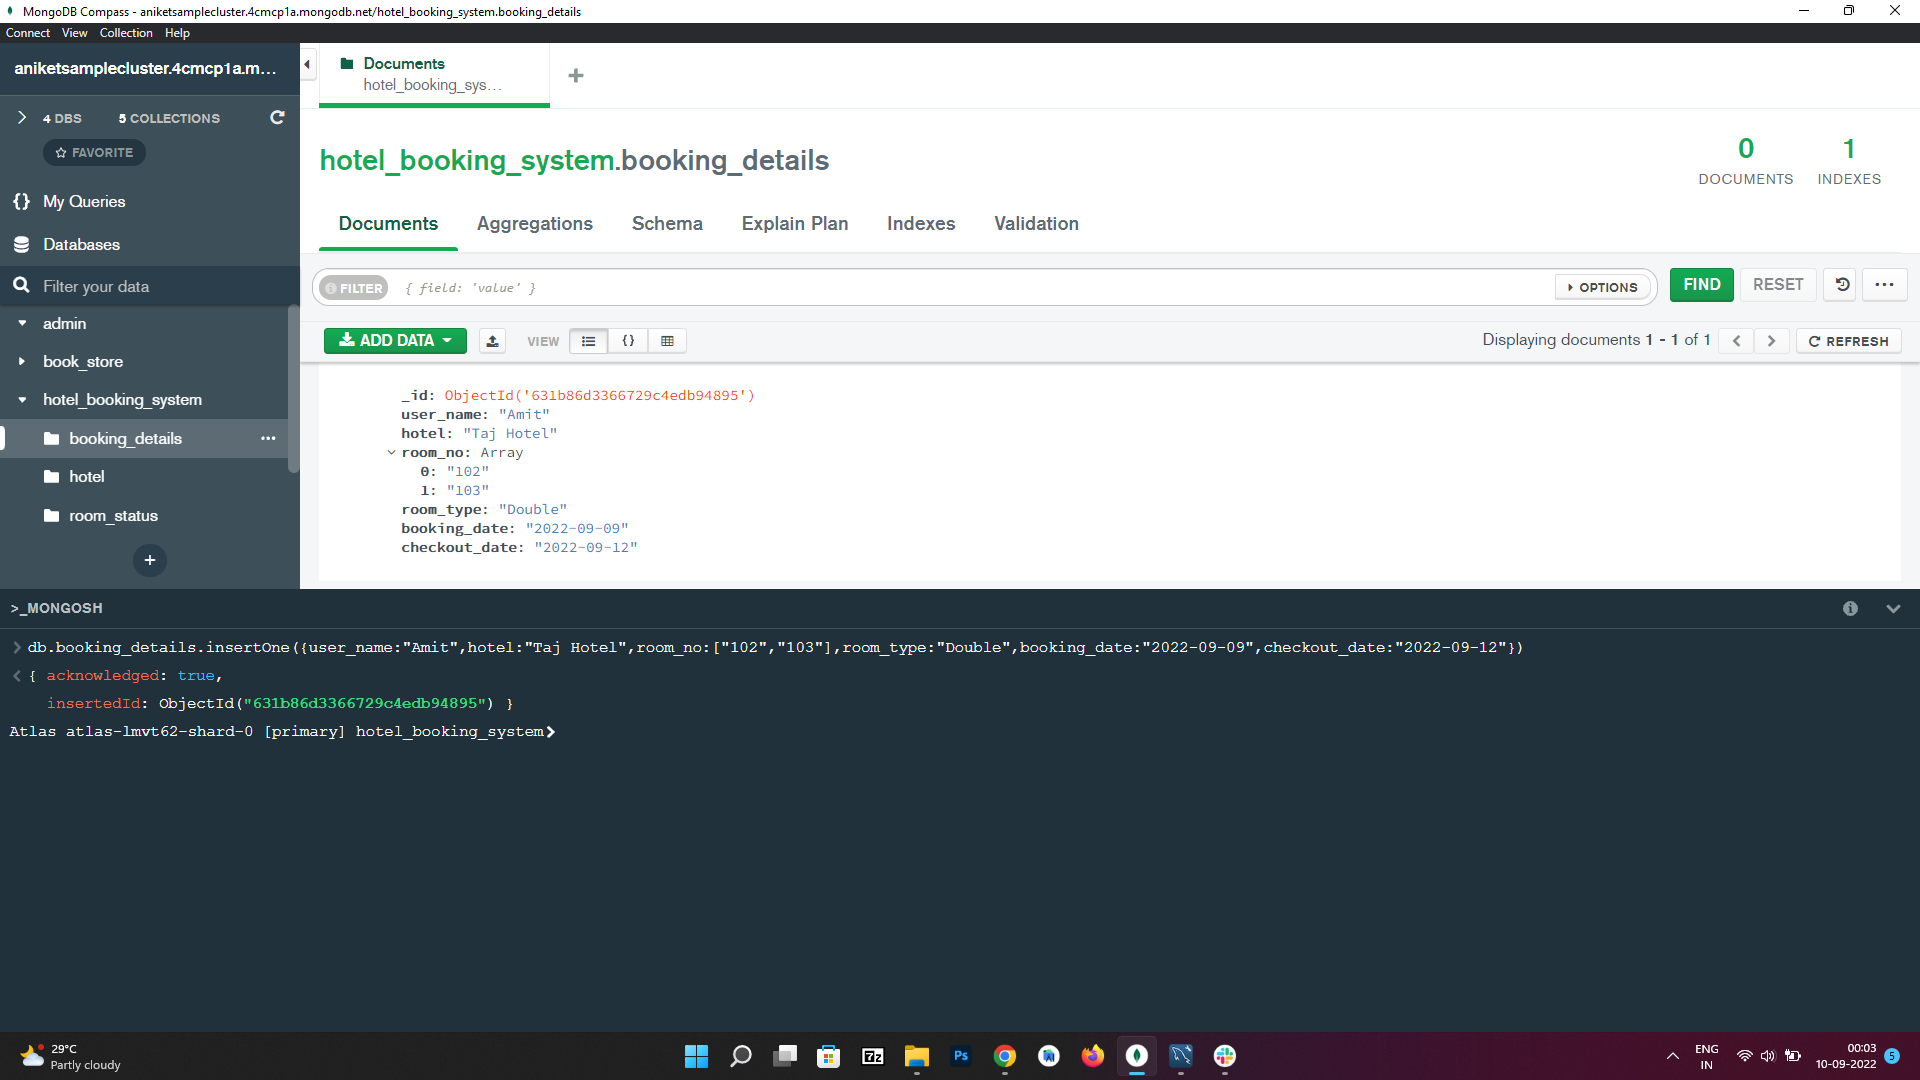 MongoDB Compass - aniketsamplecluster.4cmcp1a.mongodb.net/hotel_booking_system.booking_details
Connect View Collection Help
aniketsamplecluster.4cmcp1a.m...
Documents
hotel_booking_sys...
4 DBS 5 COLLECTIONS
FAVORITE
My Queries
Databases
Filter your data
admin
book_store
hotel_booking_system
booking_details
hotel
room_status
+
hotel_booking_system.booking_details
0
DOCUMENTS
1
INDEXES
Documents Aggregations Schema Explain Plan Indexes Validation
FILTER { field: 'value' } OPTIONS FIND RESET ...
ADD DATA VIEW {} Displaying documents 1 - 1 of 1 REFRESH
_id: ObjectId('631b86d3366729c4edb94895')
user_name: "Amit"
hotel: "Taj Hotel"
room_no: Array
0: "102"
1: "103"
room_type: "Double"
booking_date: "2022-09-09"
checkout_date: "2022-09-12"
>_MONGOSH
> db.booking_details.insertOne({user_name:"Amit",hotel:"Taj Hotel",room_no:["102","103"],room_type:"Double",booking_date:"2022-09-09",checkout_date:"2022-09-12"})
< { acknowledged: true,
insertedId: ObjectId("631b86d3366729c4edb94895") }
Atlas atlas-lmvt62-shard-0 [primary] hotel_booking_system>
29°C
Partly cloudy
7z
Ps
ENG
IN
00:03
10-09-2022
5